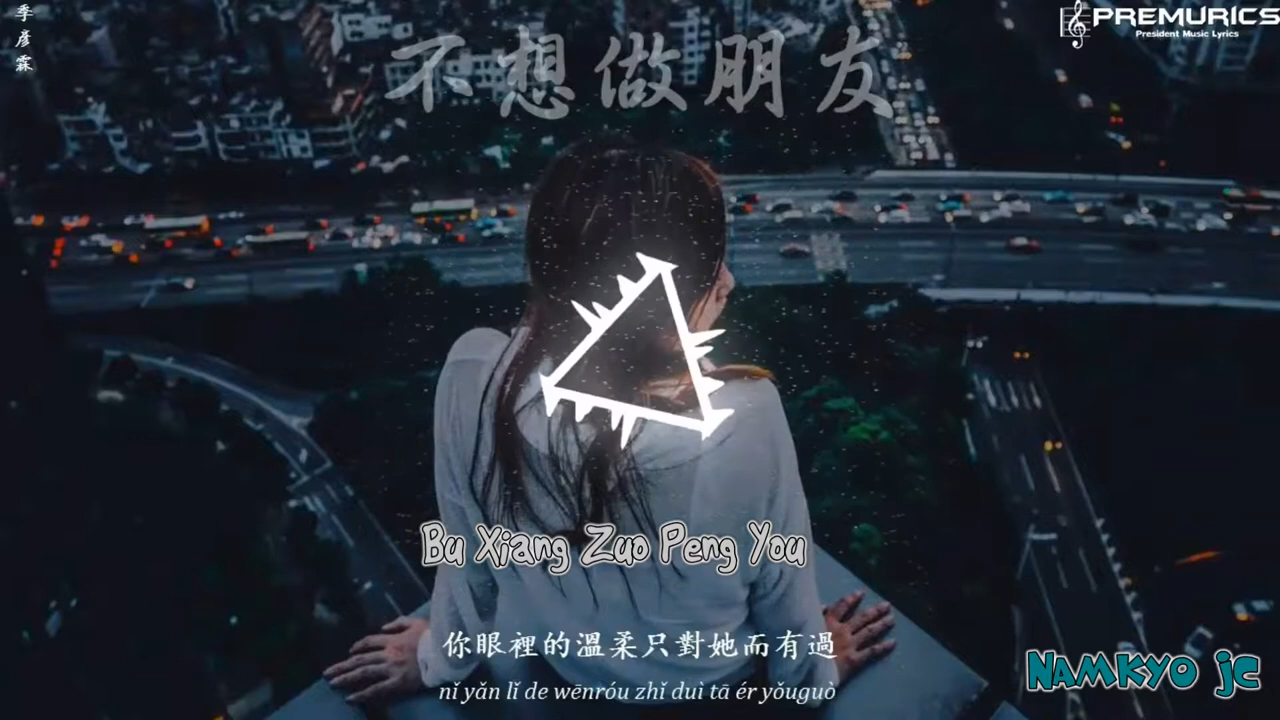 季彦霖
PREMURICS
President Music Lyrics
不想做朋友
Bu Xiang Zuo Peng You
你眼裡的溫柔只對她而有過
nǐ yǎn lǐ de wēnróu zhǐ duì tā ér yǒuguò
NAMKYO JC